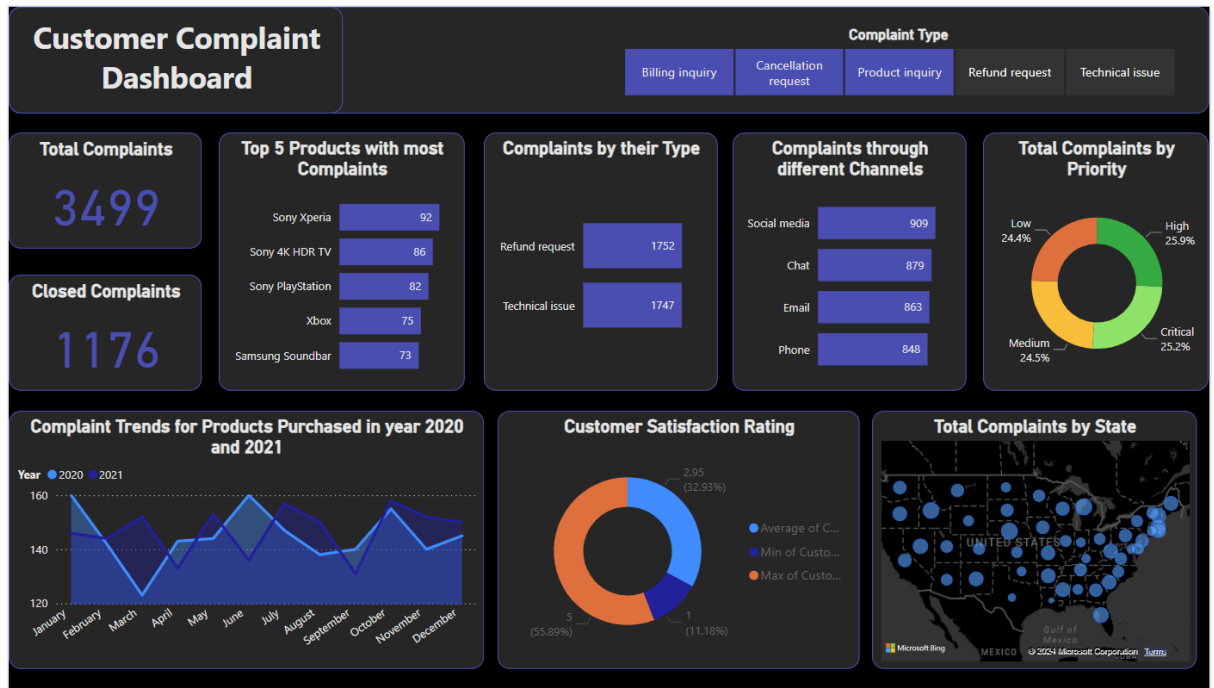 Customer Complaint
Dashboard
Complaint Type
Billing inquiry
Cancellation
request
Product inquiry
Refund request
Technical issue
Total Complaints
3499
Closed Complaints
1176
Top 5 Products with most
Complaints
Sony Xperia 92
Sony 4K HDR TV 86
Sony PlayStation 82
Xbox 75
Samsung Soundbar 73
Complaints by their Type
Refund request 1752
Technical issue 1747
Complaints through
different Channels
Social media 909
Chat 879
Email 863
Phone 848
Total Complaints by
Priority
Low
24.4%
High
25.9%
Medium
24.5%
Critical
25.2%
Complaint Trends for Products Purchased in year 2020
and 2021
Year 2020 2021
160
140
120
January February March April May June July August September October November December
Customer Satisfaction Rating
2.95
(32.93%)
Average of C...
Min of Custo...
Max of Custo...
5
(55.89%)
1
(11.18%)
Total Complaints by State
UNITED STATES
Gulf of
Mexico
MEXICO
Microsoft Bing
© 2024 Microsoft Corporation Terms